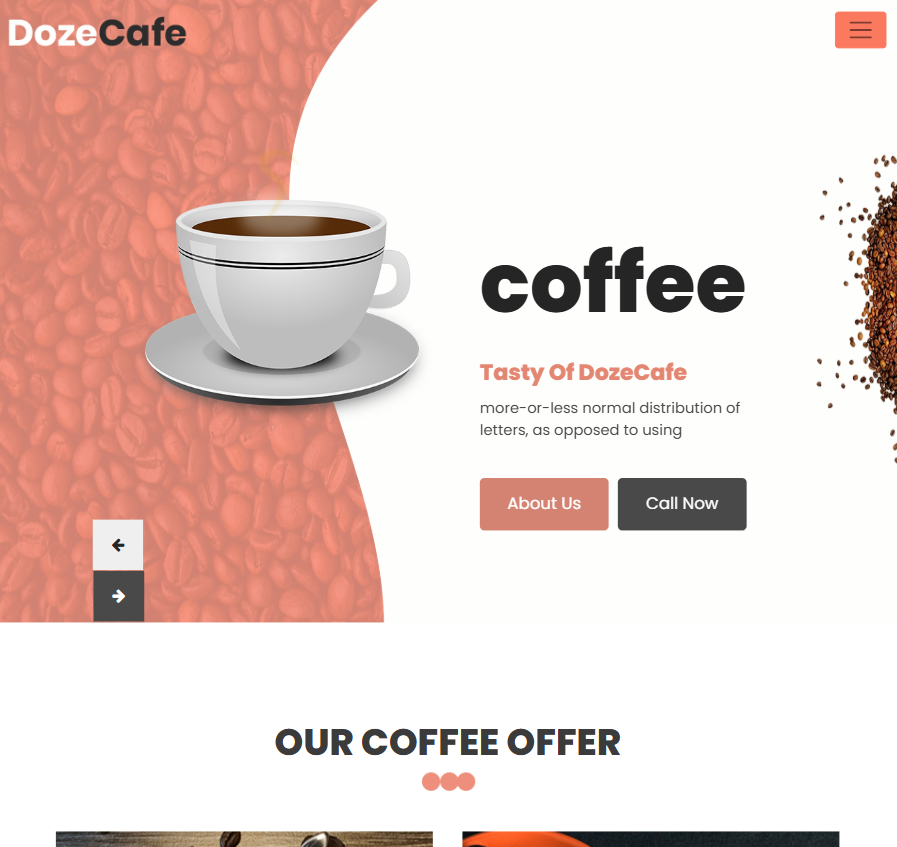 DozeCafe
coffee
Tasty Of DozeCafe
more-or-less normal distribution of
letters, as opposed to using
About Us
Call Now
OUR COFFEE OFFER